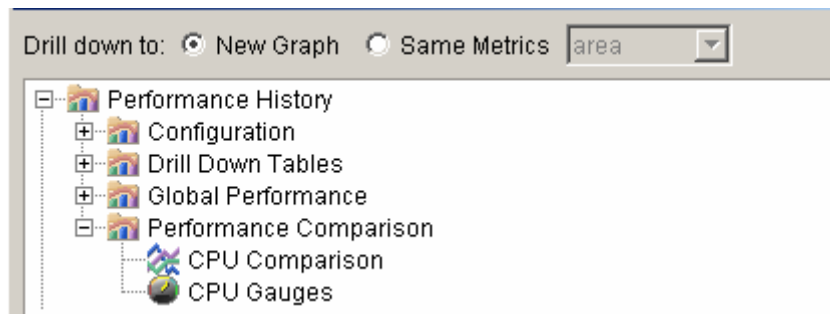 Drill down to: New Graph Same Metrics area
Performance History
Configuration
Drill Down Tables
Global Performance
Performance Comparison
CPU Comparison
CPU Gauges